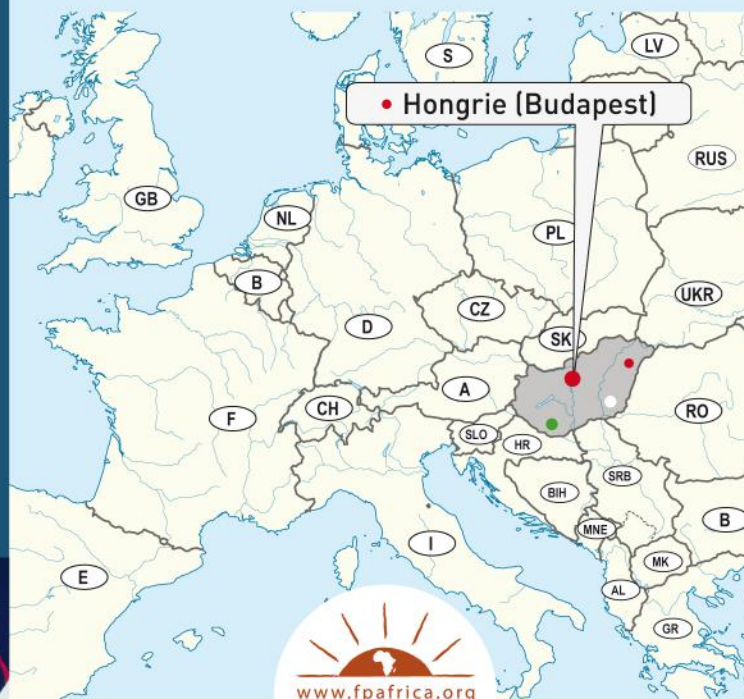 S
LV
• Hongrie (Budapest)
RUS
GB
NL
PL
B
UKR
CZ
D
SK
A
CH
F
RO
SLO
HR
SRB
BIH
B
MNE
I
MK
E
AL
GR
www.fpafrica.org